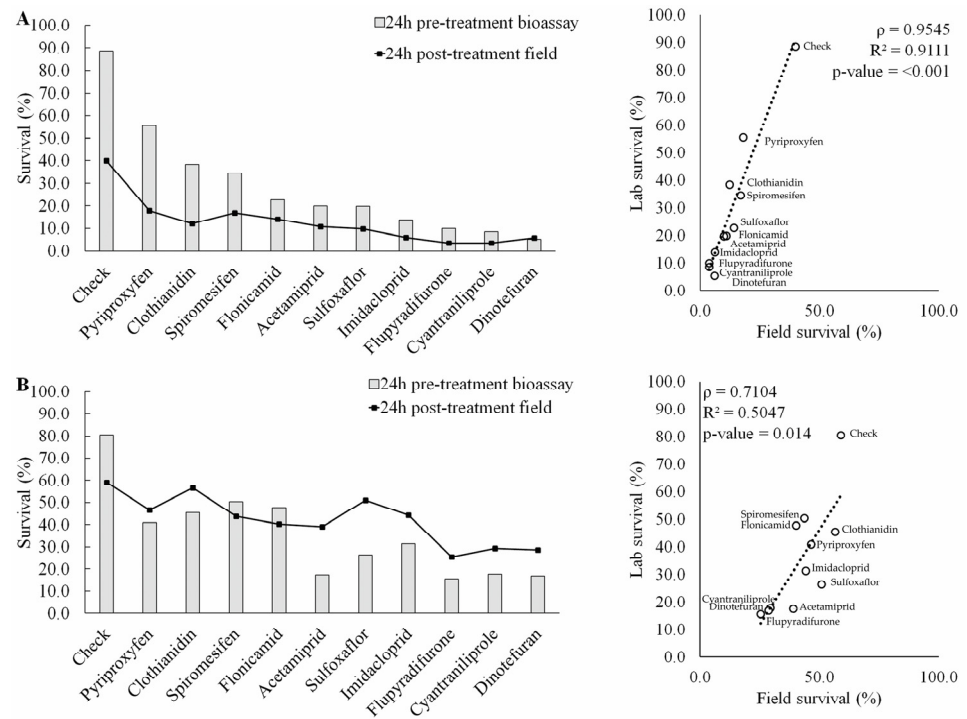 A
100.0
90.0
80.0
70.0
60.0
50.0
40.0
30.0
20.0
10.0
0.0
Survival (%)
24h pre-treatment bioassay
24h post-treatment field
Check
Pyriproxyfen
Clothianidin
Spiromesifen
Flonicamid
Acetamiprid
Sulfoxaflor
Imidacloprid
Flupyradifurone
Cyantraniliprole
Dinotefuran
100.0
90.0
80.0
70.0
60.0
50.0
40.0
30.0
20.0
10.0
0.0
Lab survival (%)
ρ = 0.9545
R² = 0.9111
p-value = <0.001
Check
Pyriproxyfen
Clothianidin
Spiromesifen
Sulfoxaflor
Flonicamid
Acetamiprid
Imidacloprid
Flupyradifurone
Cyantraniliprole
Dinotefuran
0.0 50.0 100.0
Field survival (%)
B
100.0
90.0
80.0
70.0
60.0
50.0
40.0
30.0
20.0
10.0
0.0
Survival (%)
24h pre-treatment bioassay
24h post-treatment field
Check
Pyriproxyfen
Clothianidin
Spiromesifen
Flonicamid
Acetamiprid
Sulfoxaflor
Imidacloprid
Flupyradifurone
Cyantraniliprole
Dinotefuran
100.0
90.0
80.0
70.0
60.0
50.0
40.0
30.0
20.0
10.0
0.0
Lab survival (%)
ρ = 0.7104
R² = 0.5047
p-value = 0.014
Check
Spiromesifen
Flonicamid
Clothianidin
Pyriproxyfen
Imidacloprid
Sulfoxaflor
Cyantraniliprole
Dinotefuran
Acetamiprid
Flupyradifurone
0.0 50.0 100.0
Field survival (%)